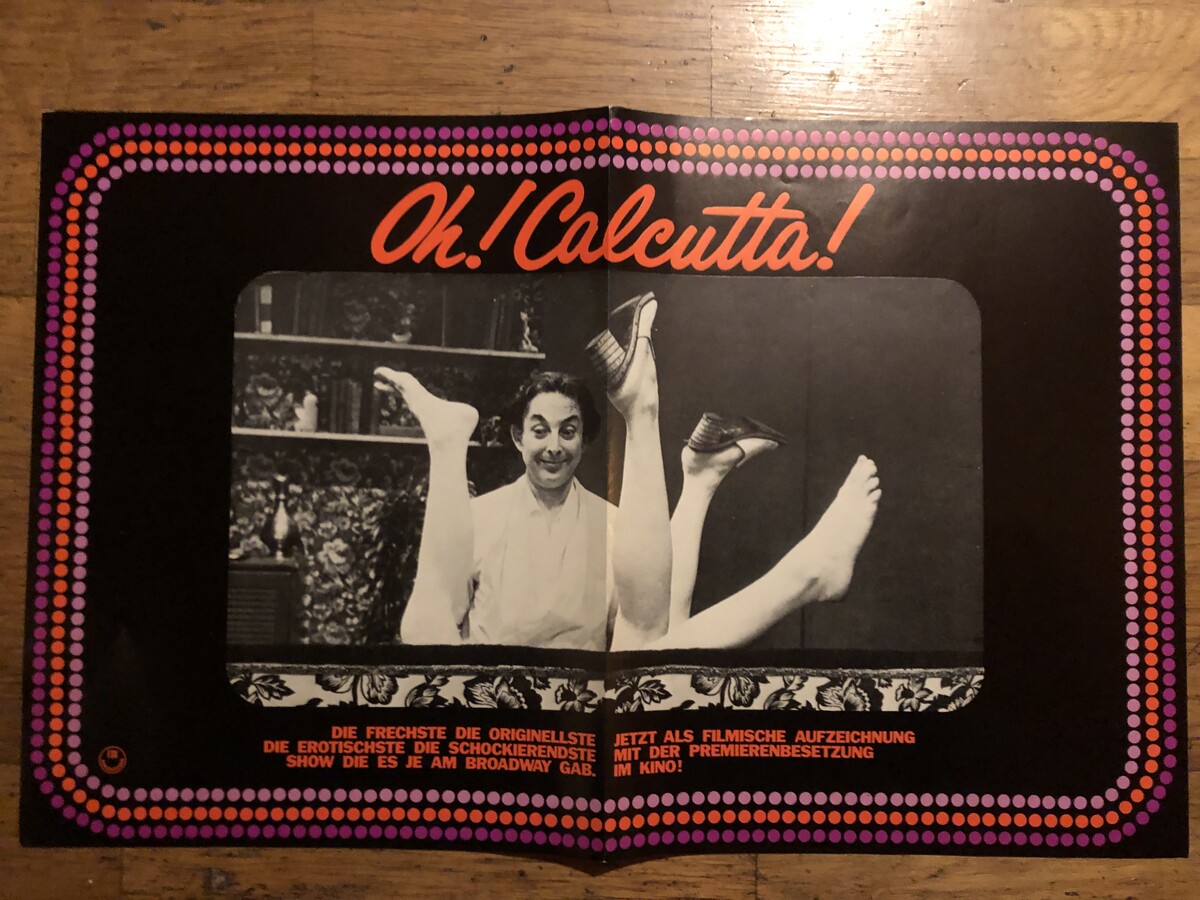 Oh! Calcutta!
DIE FRECHSTE DIE ORIGINELLSTE
DIE EROTISCHSTE DIE SCHOCKIERENDSTE
SHOW DIE ES JE AM BROADWAY GAB.
JETZT ALS FILMISCHE AUFZEICHNUNG
MIT DER PREMIERENBESETZUNG
IM KINO!